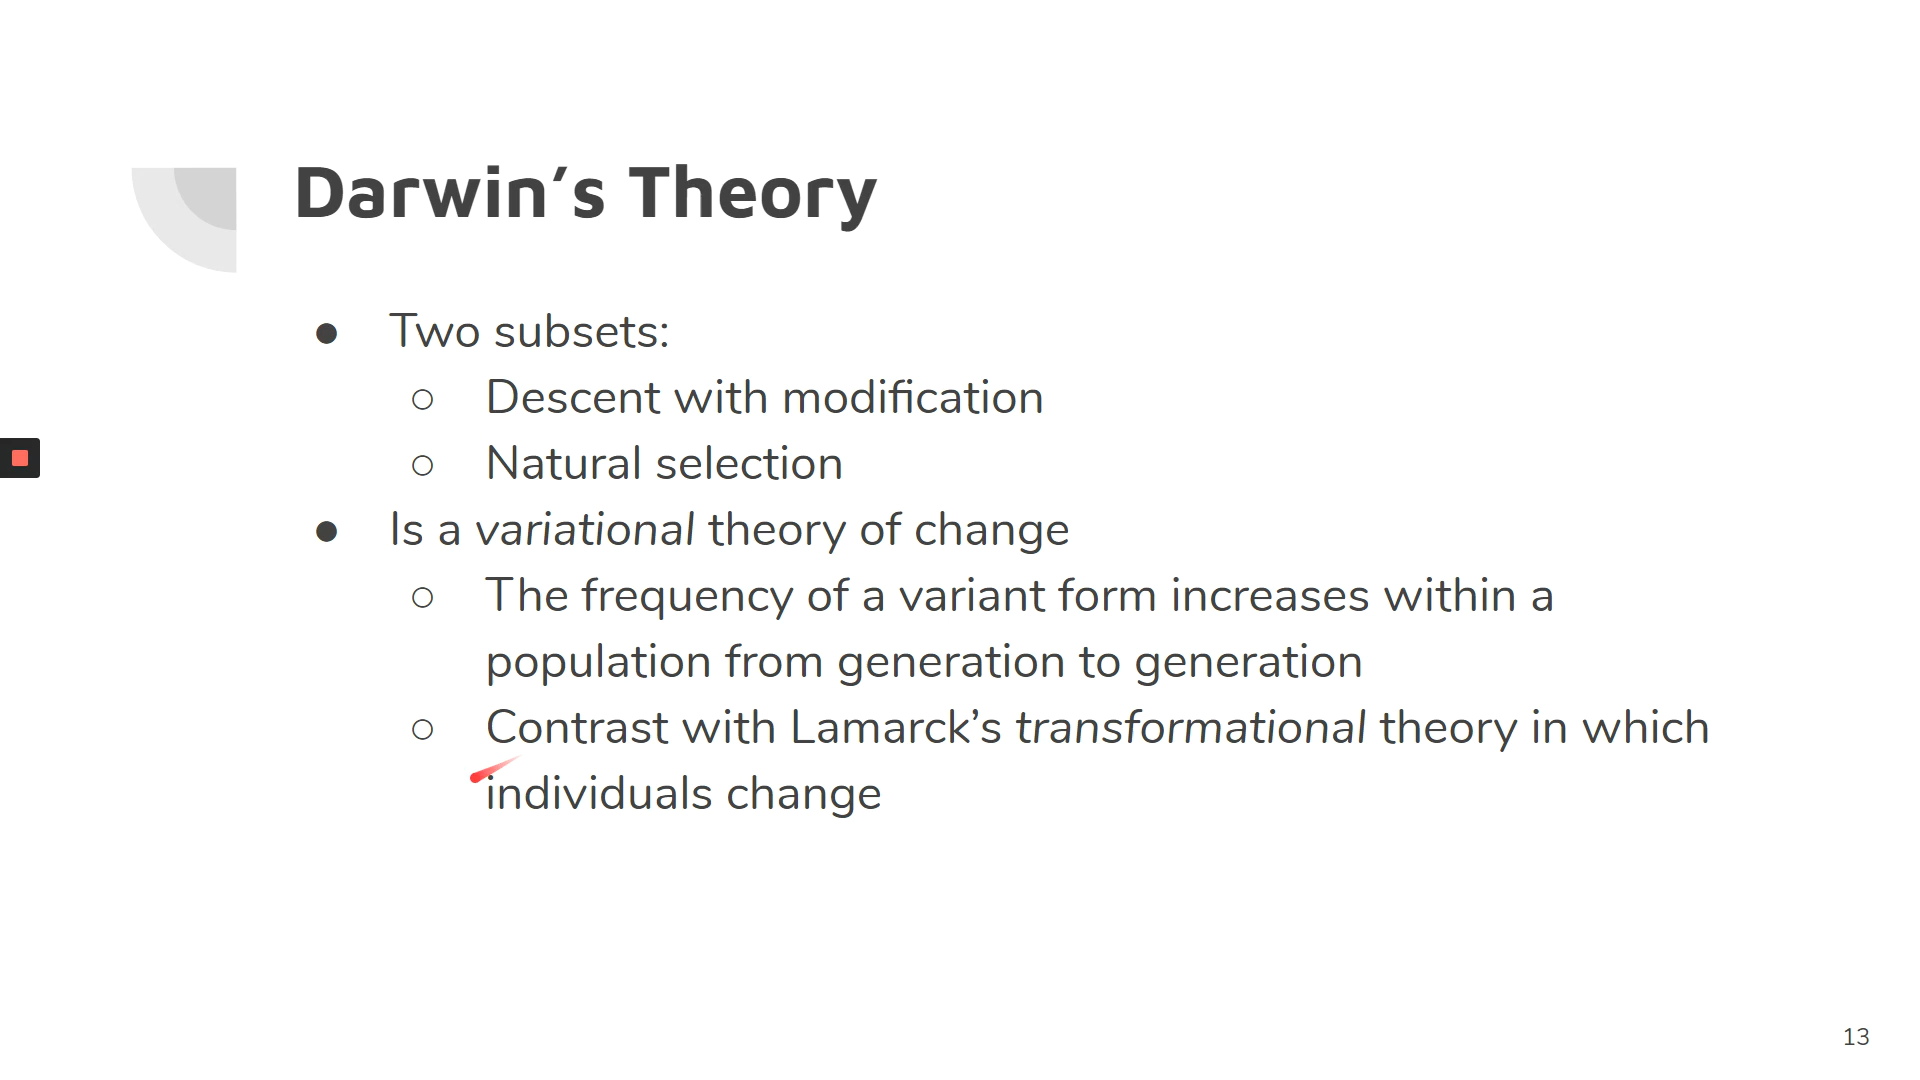 Darwin’s Theory
● Two subsets:
○ Descent with modification
○ Natural selection
● Is a variational theory of change
○ The frequency of a variant form increases within a
population from generation to generation
○ Contrast with Lamarck’s transformational theory in which
individuals change
13